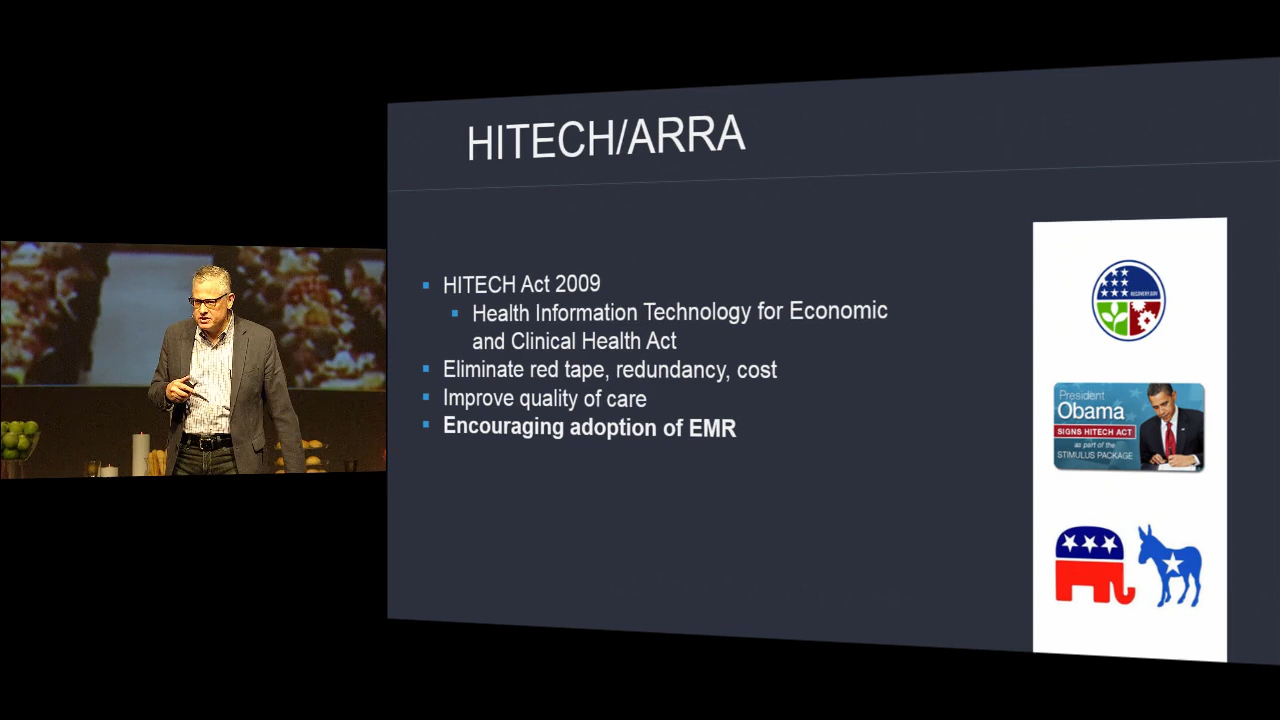 HITECH/ARRA
HITECH Act 2009
Health Information Technology for Economic
and Clinical Health Act
Eliminate red tape, redundancy, cost
Improve quality of care
Encouraging adoption of EMR
RECOVERY.GOV
President
Obama
SIGNS HITECH ACT
as part of the
STIMULUS PACKAGE